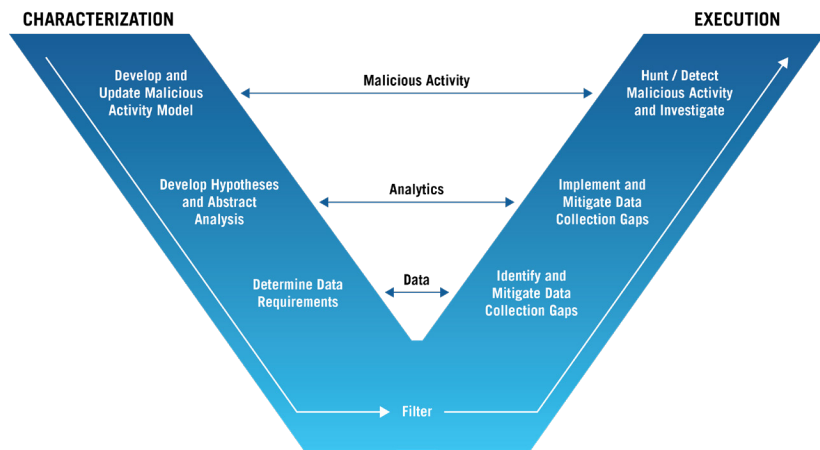 CHARACTERIZATION
EXECUTION
Develop and
Update Malicious
Activity Model
Malicious Activity
Hunt / Detect
Malicious Activity
and Investigate
Develop Hypotheses
and Abstract
Analysis
Analytics
Implement and
Mitigate Data
Collection Gaps
Determine Data
Requirements
Data
Identify and
Mitigate Data
Collection Gaps
Filter